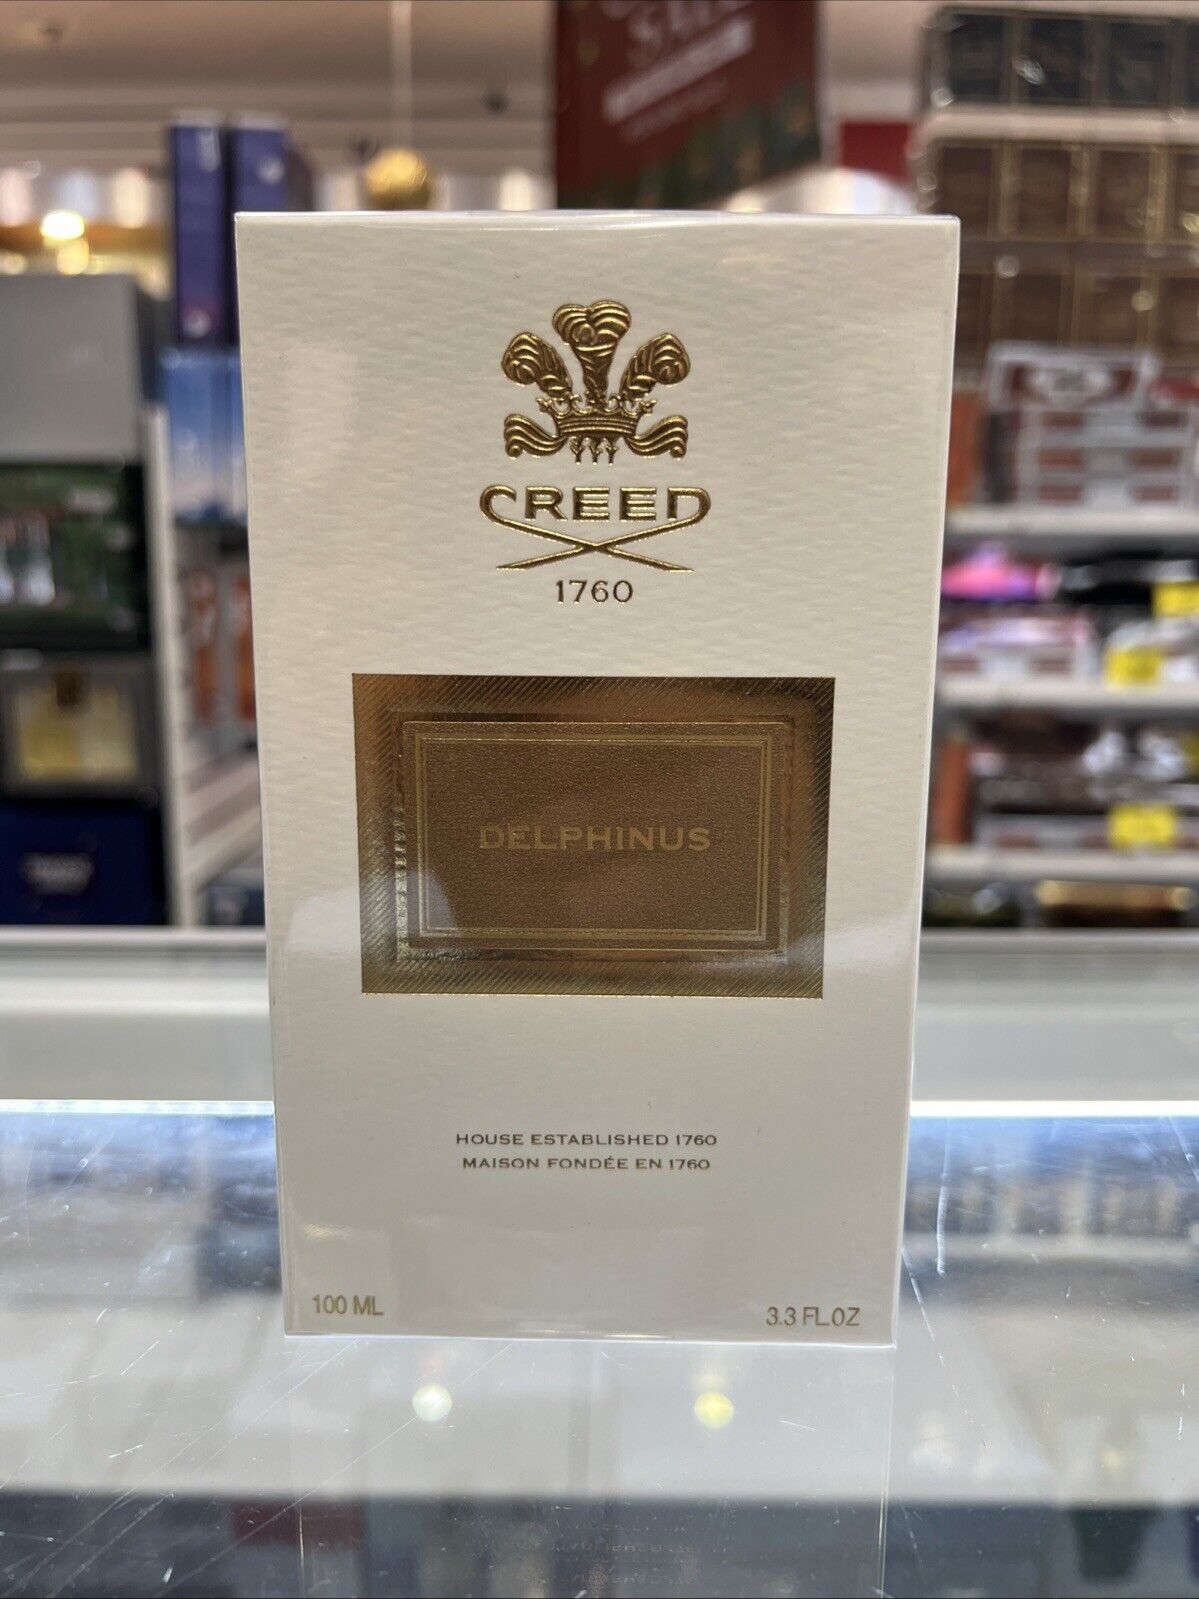 CREED
1760
DELPHINUS
HOUSE ESTABLISHED 1760
MAISON FONDÉE EN 1760
100 ML
3.3 FL.OZ